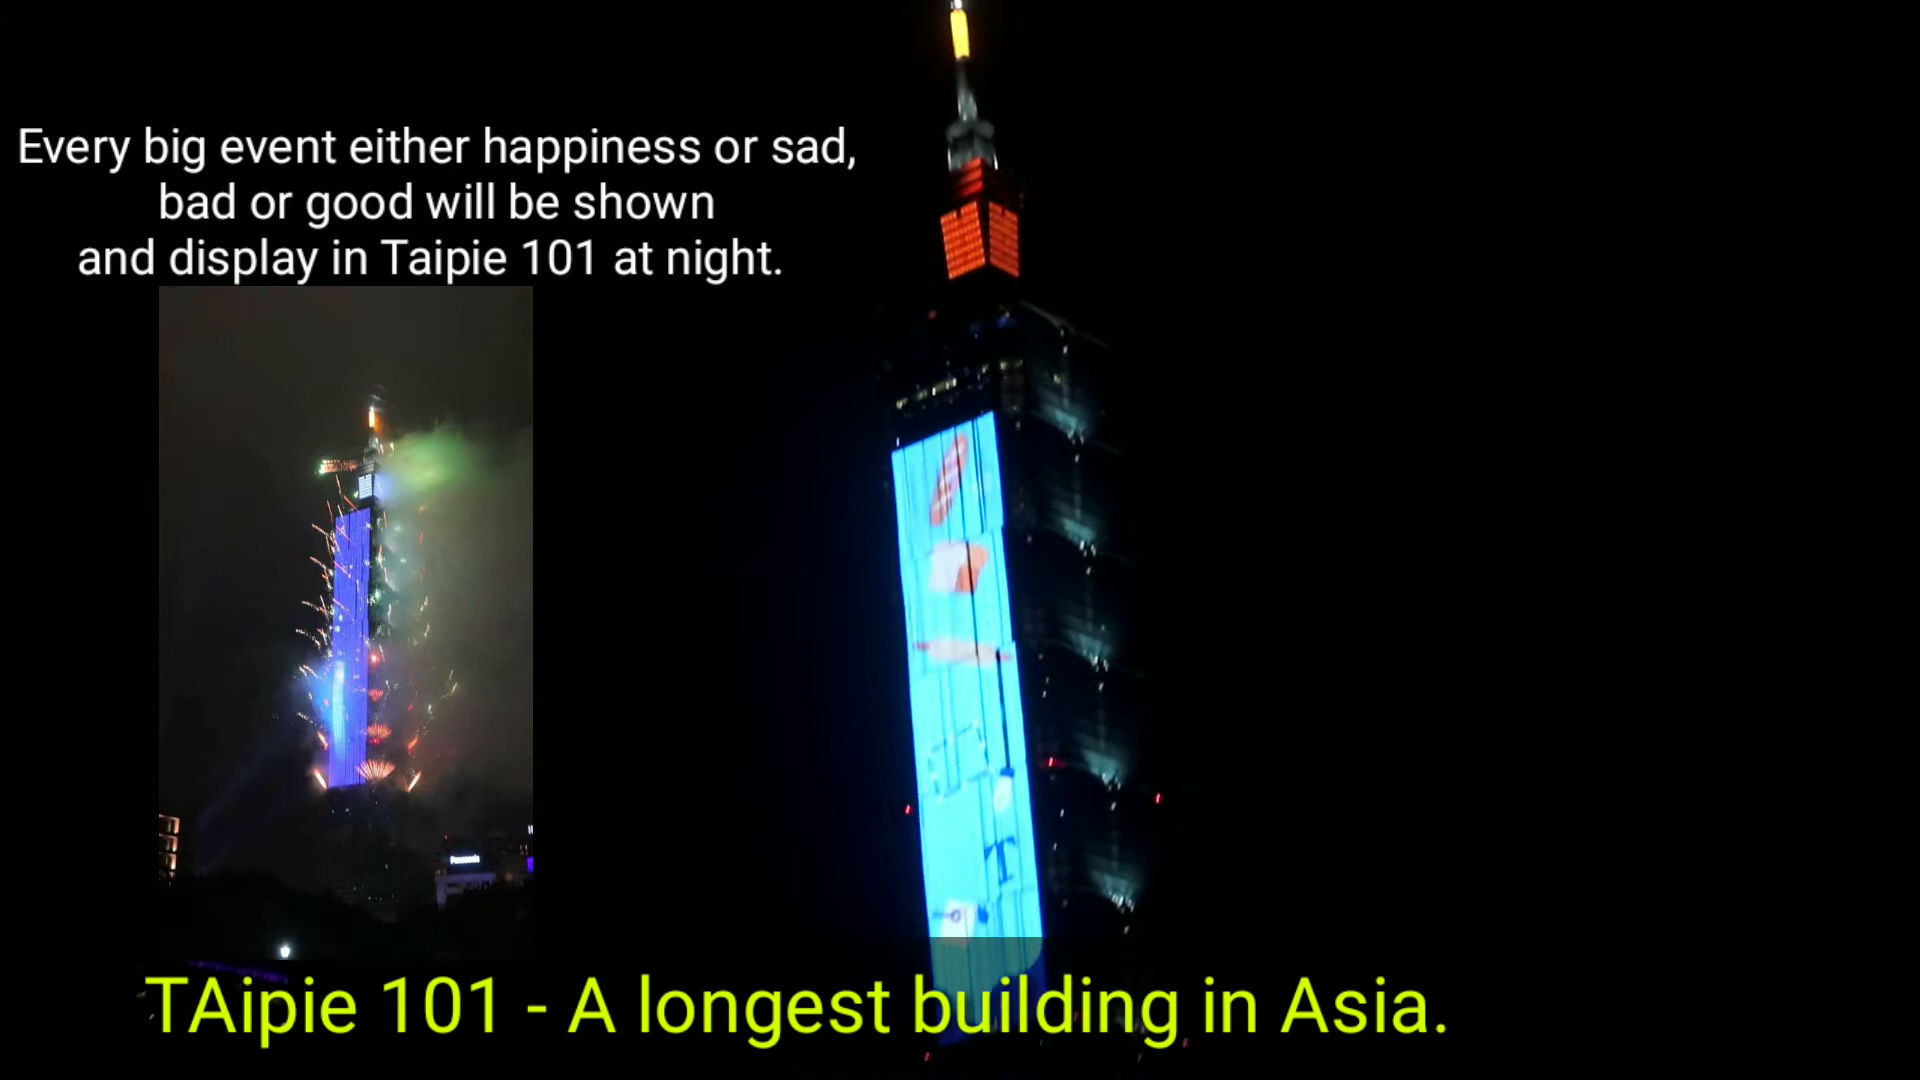 Every big event either happiness or sad,
bad or good will be shown
and display in Taipie 101 at night.
Panasonic
T
TAipie 101 - A longest building in Asia.